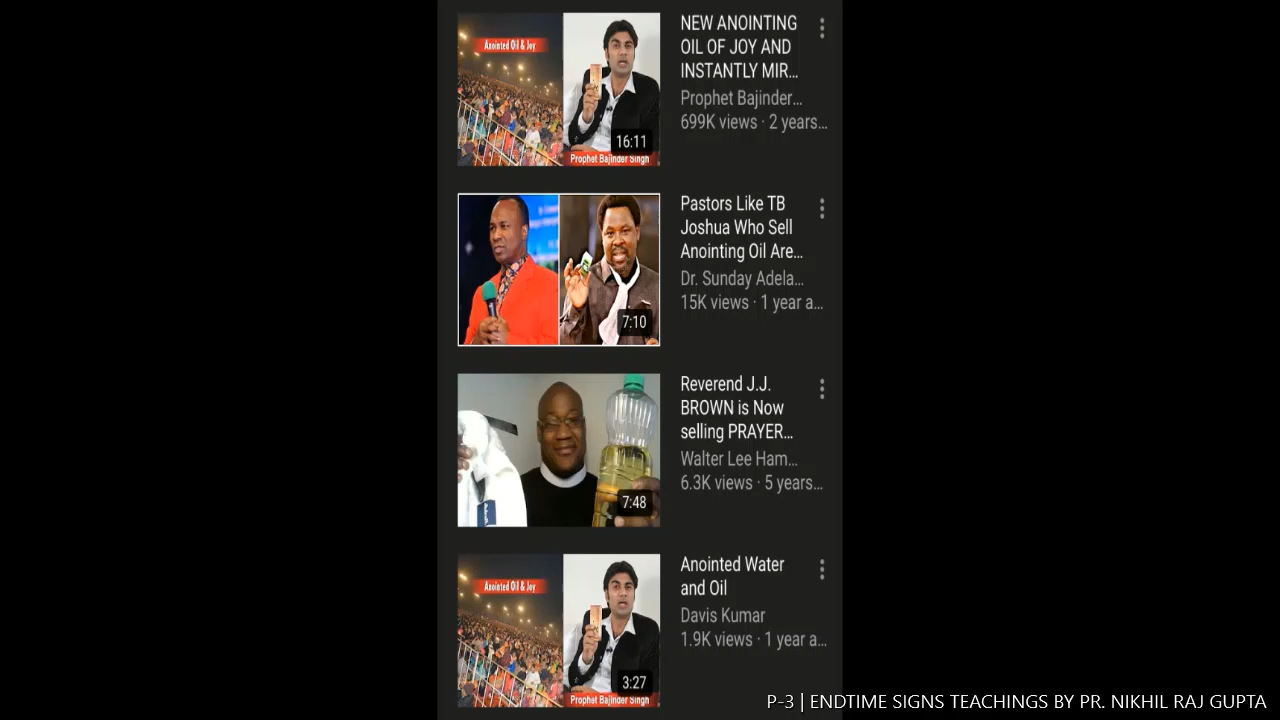 Anointed Oil & Joy
16:11
Prophet Bajinder Singh
NEW ANOINTING
OIL OF JOY AND
INSTANTLY MIR...
Prophet Bajinder...
699K views · 2 years...
7:10
Pastors Like TB
Joshua Who Sell
Anointing Oil Are...
Dr. Sunday Adela...
15K views · 1 year a...
7:48
Reverend J.J.
BROWN is Now
selling PRAYER...
Walter Lee Ham...
6.3K views · 5 years...
Anointed Oil & Joy
3:27
Prophet Bajinder Singh
Anointed Water
and Oil
Davis Kumar
1.9K views · 1 year a...
P-3 | ENDTIME SIGNS TEACHINGS BY PR. NIKHIL RAJ GUPTA